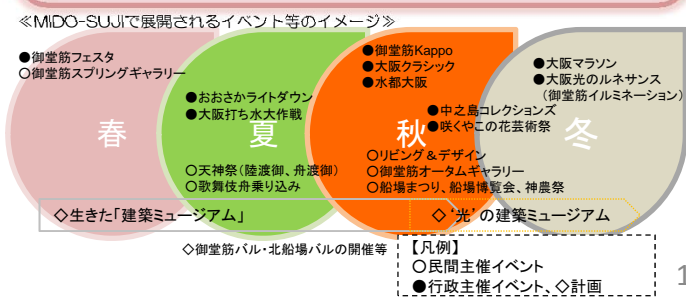 ≪MIDO-SUJIで展開されるイベント等のイメージ≫
●御堂筋フェスタ
○御堂筋スプリングギャラリー
春
●おおさかライトダウン
●大阪打ち水大作戦
夏
○天神祭(陸渡御、舟渡御)
○歌舞伎舟乗り込み
●御堂筋Kappo
●大阪クラシック
●水都大阪
●中之島コレクションズ
●咲くやこの花芸術祭
秋
○リビング＆デザイン
○御堂筋オータムギャラリー
○船場まつり、船場博覧会、神農祭
●大阪マラソン
●大阪光のルネサンス
(御堂筋イルミネーション)
冬
◇生きた「建築ミュージアム」
◇‘光’の建築ミュージアム
◇御堂筋バル・北船場バルの開催等
【凡例】
○民間主催イベント
●行政主催イベント、◇計画